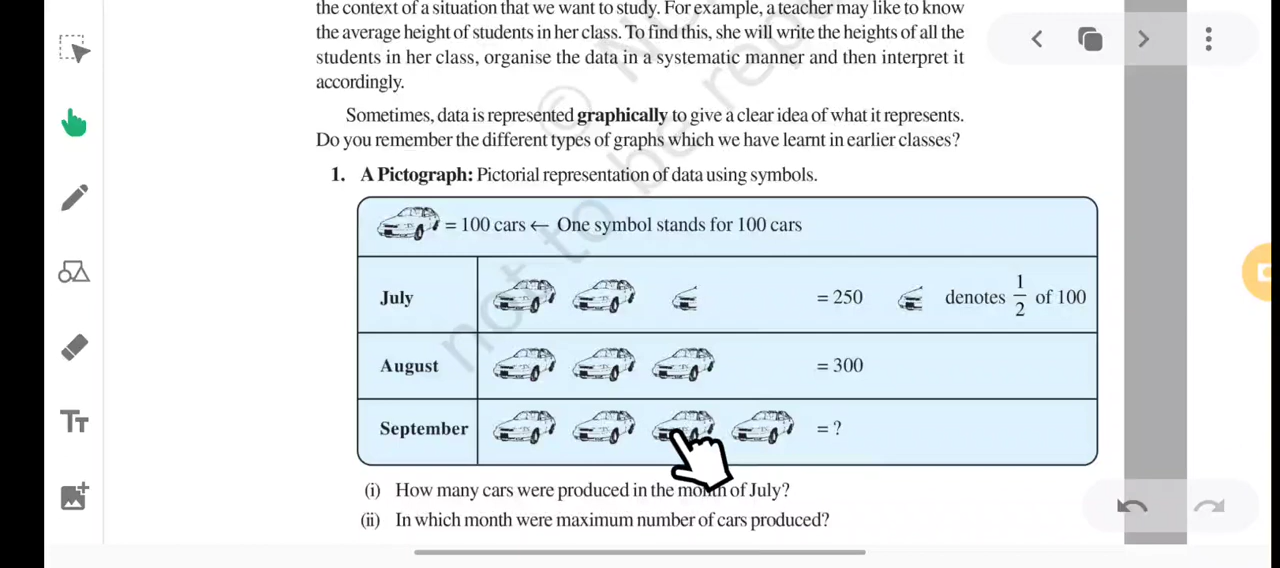 the context of a situation that we want to study. For example, a teacher may like to know
the average height of students in her class. To find this, she will write the heights of all the
students in her class, organise the data in a systematic manner and then interpret it
accordingly.
Sometimes, data is represented graphically to give a clear idea of what it represents.
Do you remember the different types of graphs which we have learnt in earlier classes?
1. A Pictograph: Pictorial representation of data using symbols.
= 100 cars ← One symbol stands for 100 cars
July = 250 denotes 1/2 of 100
August = 300
September = ?
(i) How many cars were produced in the month of July?
(ii) In which month were maximum number of cars produced?
not to be repu
© N
TT